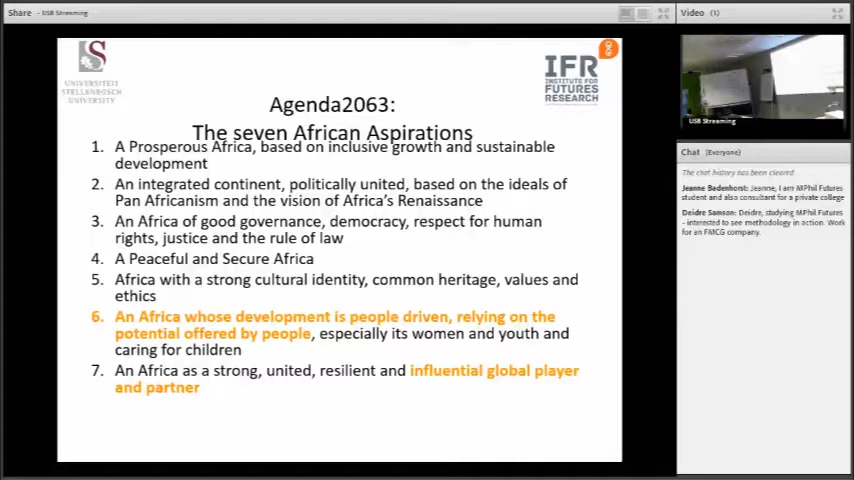 Share - USB Streaming
UNIVERSITEIT
STELLENBOSCH
UNIVERSITY
IFR
INSTITUTE
FOR
FUTURES
RESEARCH
Agenda2063:
The seven African Aspirations
1. A Prosperous Africa, based on inclusive growth and sustainable
development
2. An integrated continent, politically united, based on the ideals of
Pan Africanism and the vision of Africa's Renaissance
3. An Africa of good governance, democracy, respect for human
rights, justice and the rule of law
4. A Peaceful and Secure Africa
5. Africa with a strong cultural identity, common heritage, values and
ethics
6. An Africa whose development is people driven, relying on the
potential offered by people, especially its women and youth and
caring for children
7. An Africa as a strong, united, resilient and influential global player
and partner
Video (1)
USB Streaming
Chat (Everyone)
The chat history has been cleared
Jeanne Badenhorst: Jeanne, I am MPhil Futures
student and also consultant for a private college
Deidre Samson: Deidre, studying MPhil Futures
- interested to see methodology in action. Work
for an FMCG company.